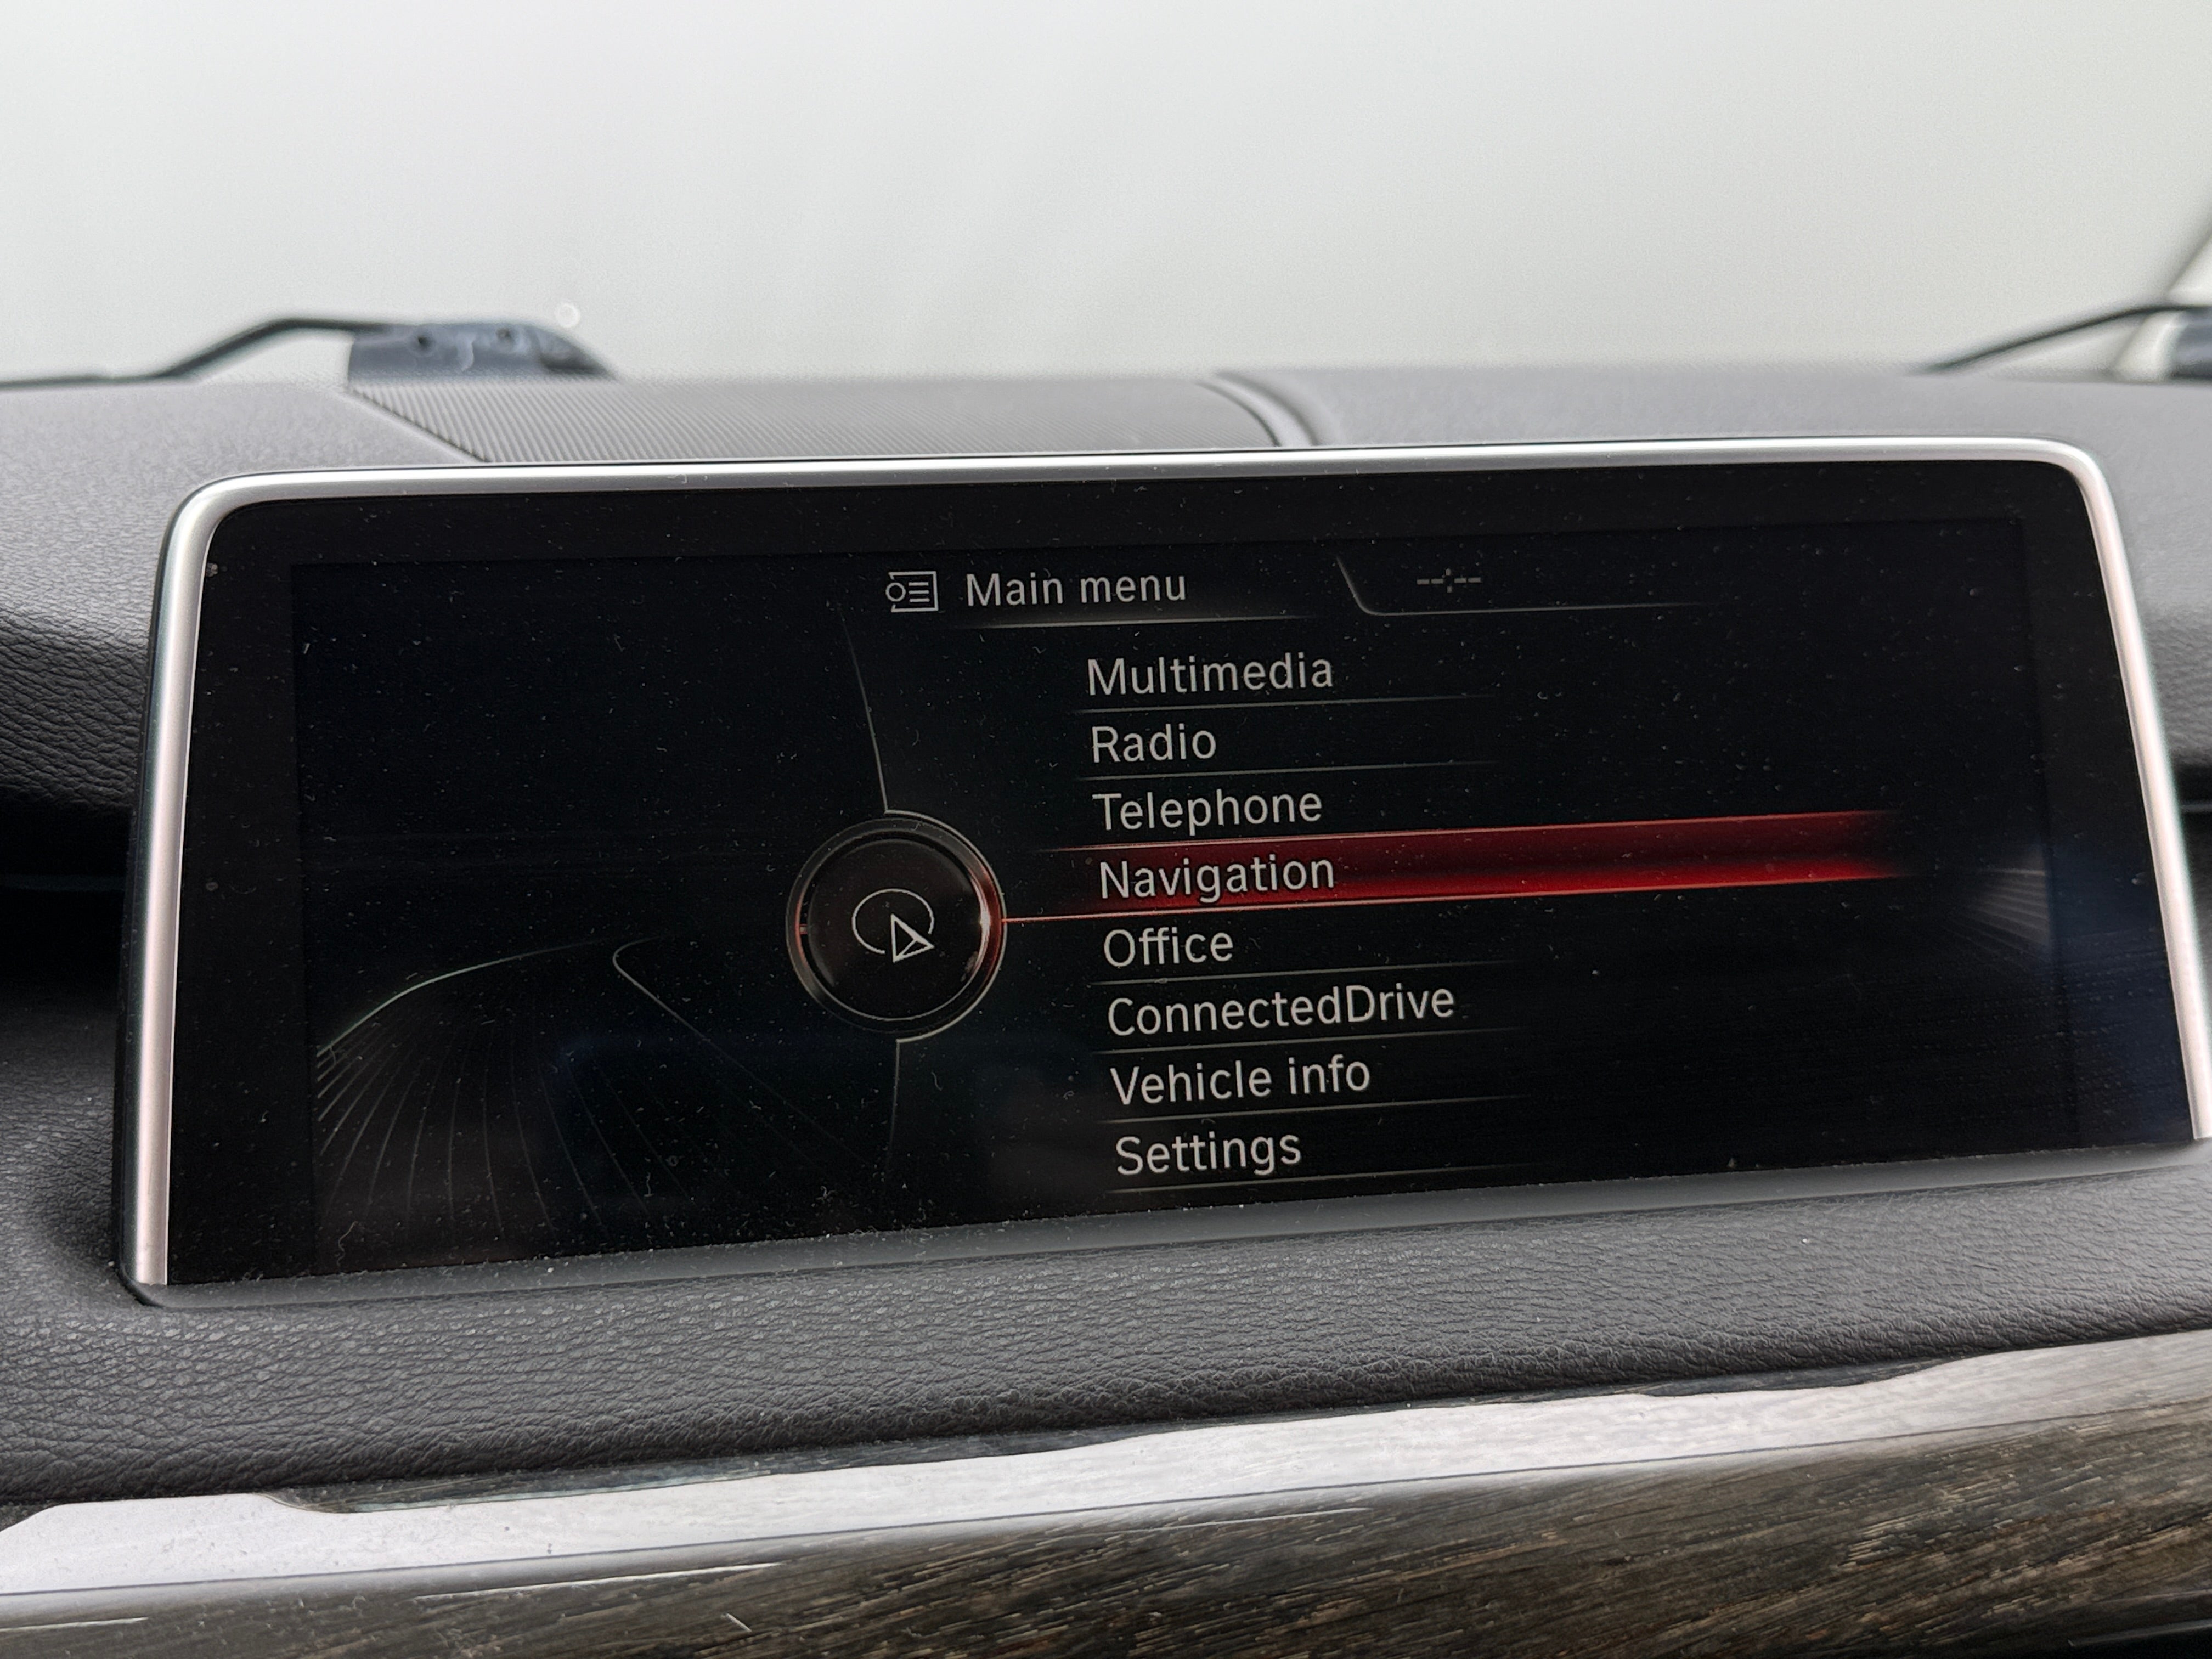 Main menu
--:--
Multimedia
Radio
Telephone
Navigation
Office
ConnectedDrive
Vehicle info
Settings